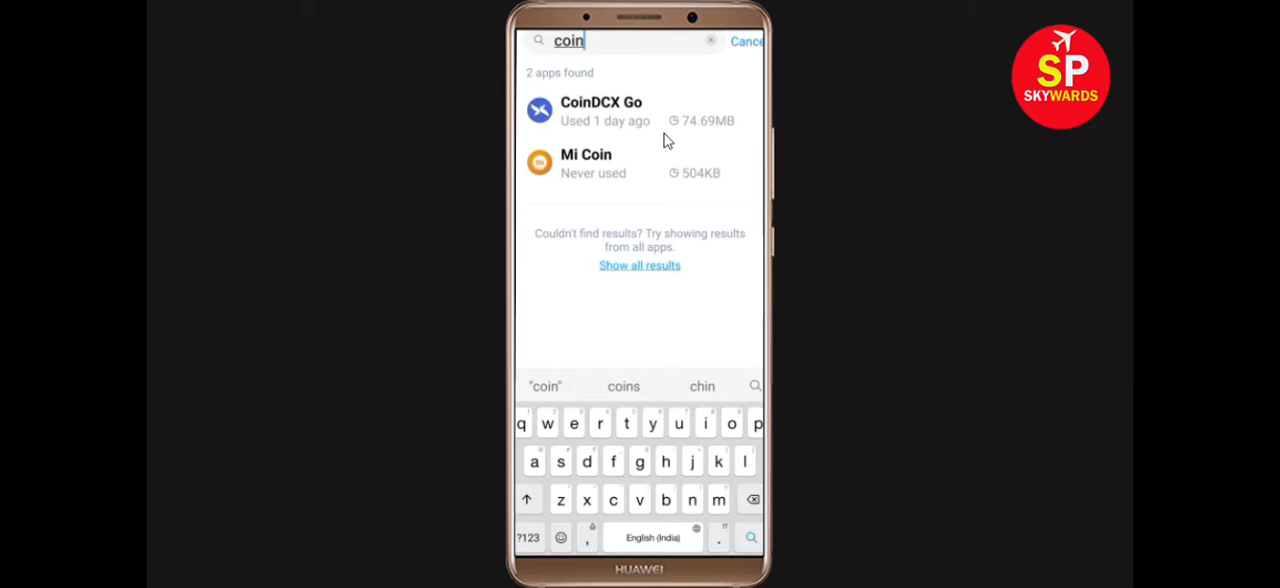 coin
Cance
2 apps found
CoinDCX Go
Used 1 day ago 74.69MB
Mi Coin
Never used 504KB
Couldn't find results? Try showing results
from all apps.
Show all results
"coin" coins chin
q w e r t y u i o p
a s d f g h j k l
z x c v b n m
?123 , English (India) .
HUAWEI
SP
SKYWARDS